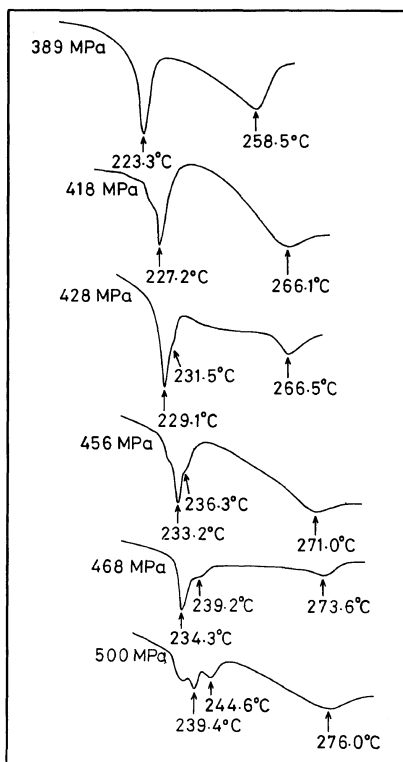 389 MPa
223.3°C
258.5°C
418 MPa
227.2°C
266.1°C
428 MPa
231.5°C
266.5°C
229.1°C
456 MPa
236.3°C
233.2°C
271.0°C
468 MPa
239.2°C
273.6°C
234.3°C
500 MPa
244.6°C
239.4°C
276.0°C